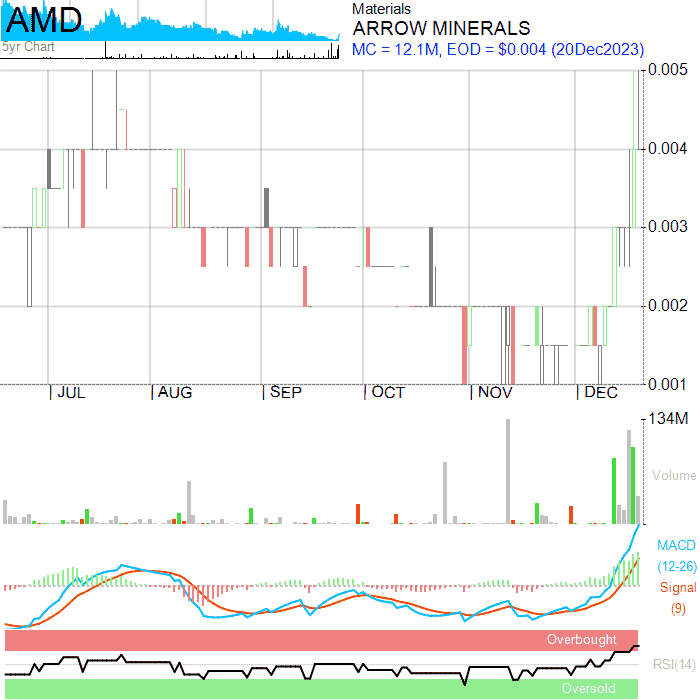 AMD
5yr Chart
Materials
ARROW MINERALS
MC = 12.1M, EOD = $0.004 (20Dec2023)
0.005
0.004
0.003
0.002
0.001
JUL AUG SEP OCT NOV DEC
134M
Volume
MACD
(12-26)
Signal
(9)
Overbought
RSI(14)
Oversold